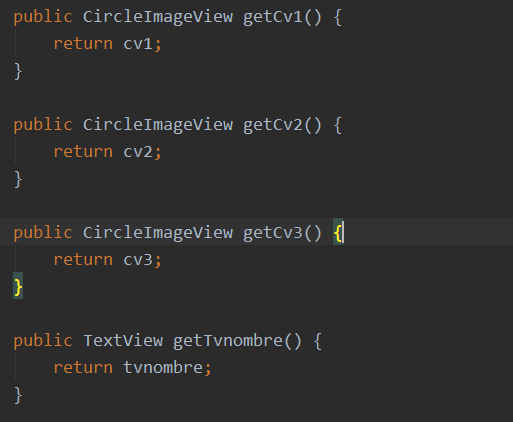 public CircleImageView getCv1() {
    return cv1;
}

public CircleImageView getCv2() {
    return cv2;
}

public CircleImageView getCv3() {
    return cv3;
}

public TextView getTvnombre() {
    return tvnombre;
}